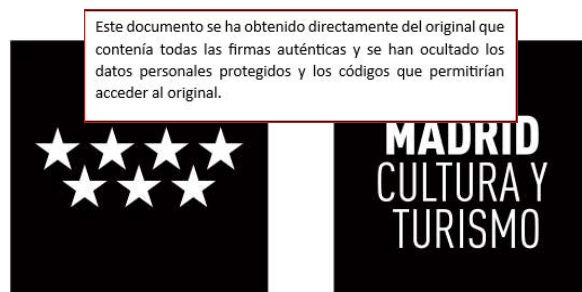 Este documento se ha obtenido directamente del original que
contenía todas las firmas auténticas y se han ocultado los
datos personales protegidos y los códigos que permitirían
acceder al original.
MADRID
CULTURA Y
TURISMO